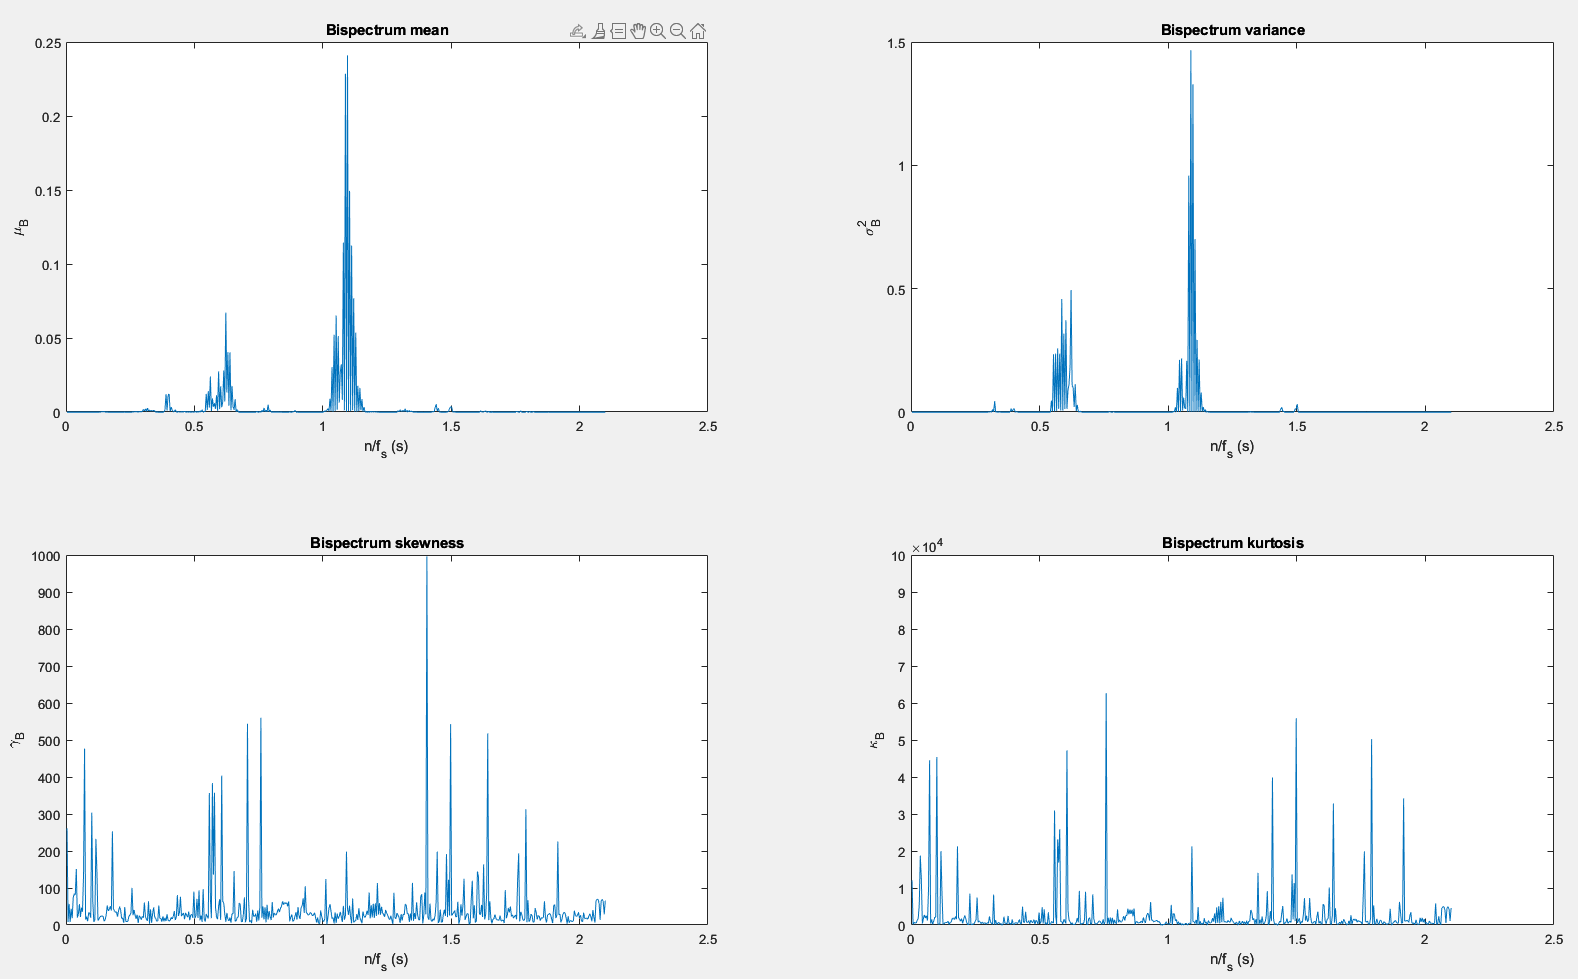 Bispectrum mean
0.25
0.2
0.15
0.1
0.05
0
μB
0 0.5 1 1.5 2 2.5
n/fs (s)
Bispectrum variance
1.5
1
0.5
0
σ2B
0 0.5 1 1.5 2 2.5
n/fs (s)
Bispectrum skewness
1000
900
800
700
600
500
400
300
200
100
0
γB
0 0.5 1 1.5 2 2.5
n/fs (s)
Bispectrum kurtosis
×104
10
9
8
7
6
5
4
3
2
1
0
κB
0 0.5 1 1.5 2 2.5
n/fs (s)